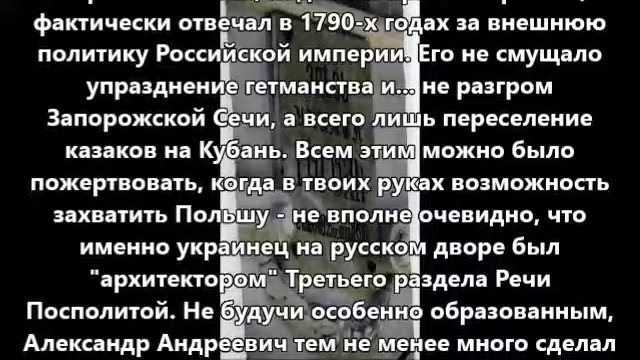 фактически отвечал в 1790-х годах за внешнюю
политику Российской империи. Его не смущало
упразднение гетманства и... не разгром
Запорожской Сечи, а всего лишь переселение
казаков на Кубань. Всем этим можно было
пожертвовать, когда в твоих руках возможность
захватить Польшу - не вполне очевидно, что
именно украинец на русском дворе был
"архитектором" Третьего раздела Речи
Посполитой. Не будучи особенно образованным,
Александр Андреевич тем не менее много сделал